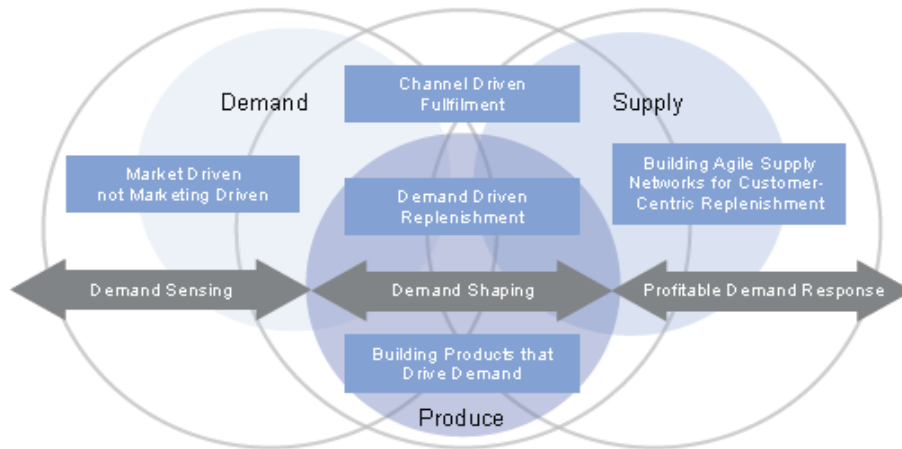 Channel Driven
Fullfilment
Demand
Supply
Market Driven
not Marketing Driven
Building Agile Supply
Networks for Customer-
Centric Replenishment
Demand Driven
Replenishment
Demand Sensing
Demand Shaping
Profitable Demand Response
Building Products that
Drive Demand
Produce